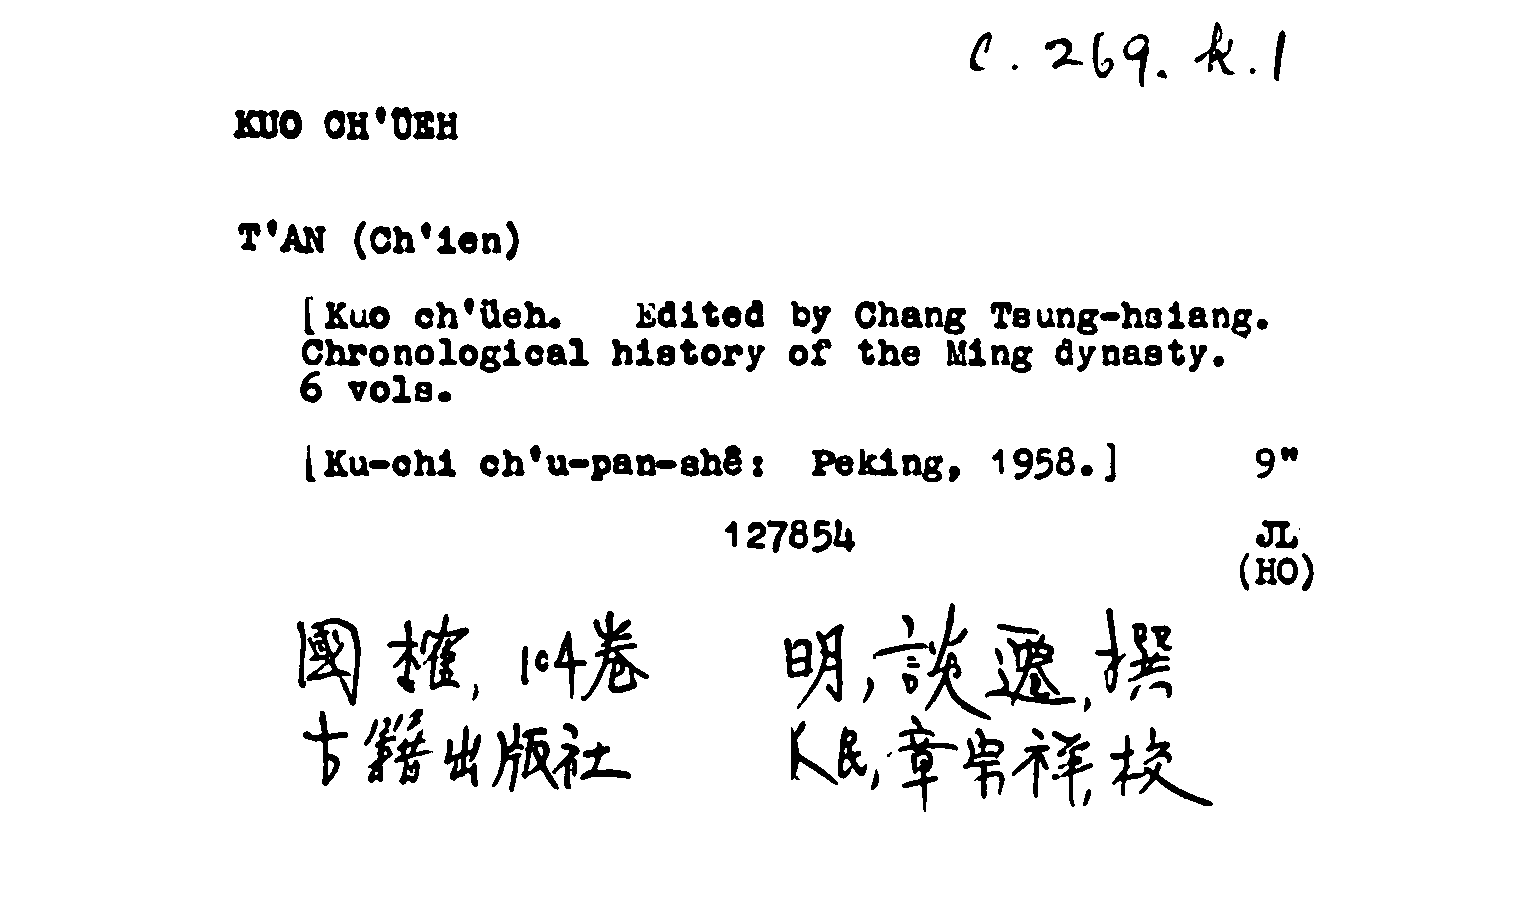 c. 269. k. 1
KUO CH'ÜEH
T'AN (Ch'ien)
[Kuo ch'üeh. Edited by Chang Tsung-hsiang.
Chronological history of the Ming dynasty.
6 vols.
[Ku-chi ch'u-pan-shê: Peking, 1958.] 9"
127854 JL
(HO)
國榷, 104卷 明, 談遷, 撰
古籍出版社 人民, 章宗祥, 校